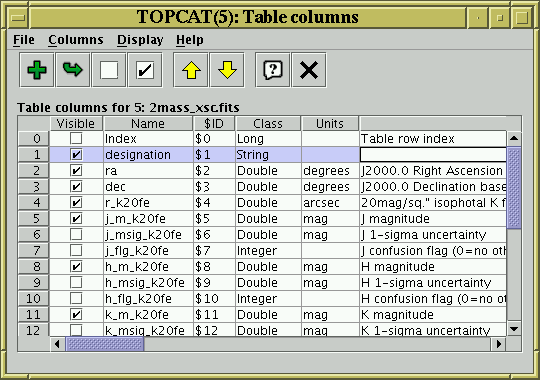 TOPCAT(5): Table columns
File Columns Display Help
Table columns for 5: 2mass_xsc.fits
Visible Name $ID Class Units
0 Index $0 Long Table row index
1 designation $1 String
2 ra $2 Double degrees J2000.0 Right Ascension
3 dec $3 Double degrees J2000.0 Declination base
4 r_k20fe $4 Double arcsec 20mag/sq." isophotal K f
5 j_m_k20fe $5 Double mag J magnitude
6 j_msig_k20fe $6 Double mag J 1-sigma uncertainty
7 j_flg_k20fe $7 Integer J confusion flag (0=no oth
8 h_m_k20fe $8 Double mag H magnitude
9 h_msig_k20fe $9 Double mag H 1-sigma uncertainty
10 h_flg_k20fe $10 Integer H confusion flag (0=no ot
11 k_m_k20fe $11 Double mag K magnitude
12 k_msig_k20fe $12 Double mag K 1-sigma uncertainty